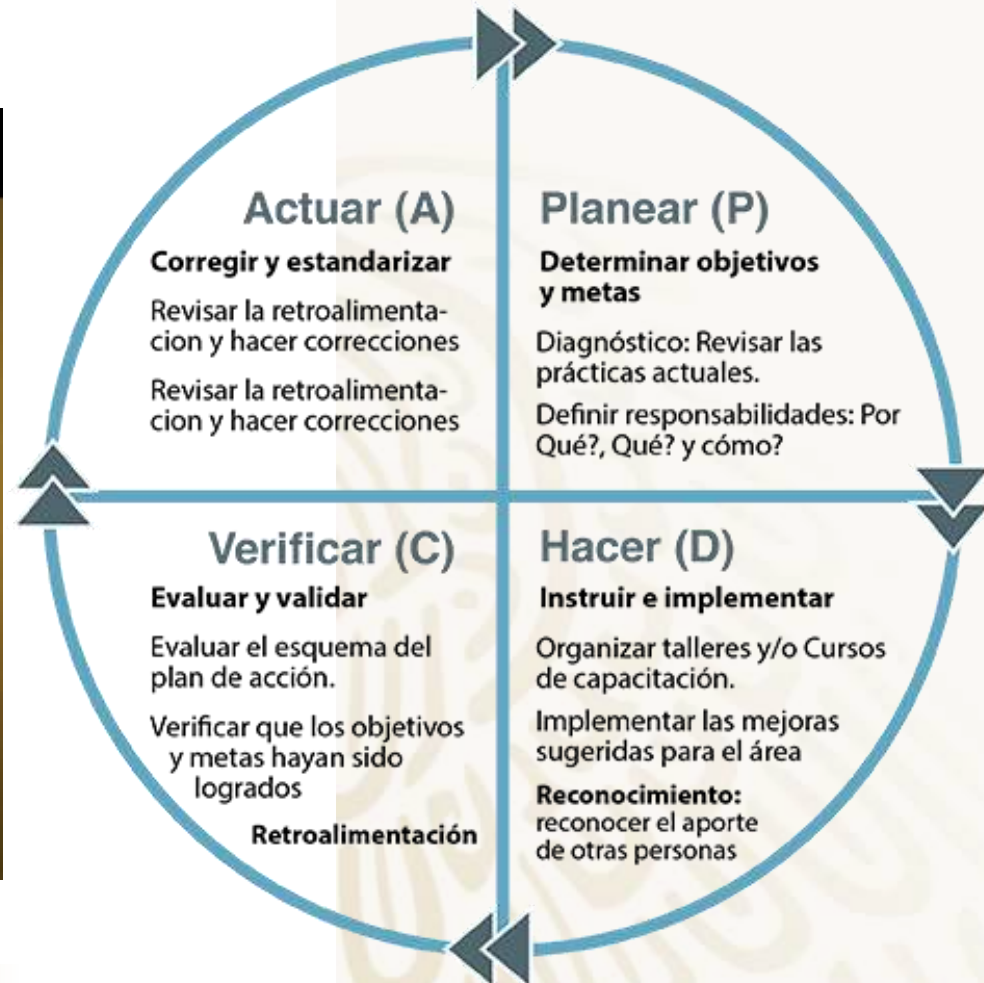 Actuar (A)
Corregir y estandarizar
Revisar la retroalimenta-
cion y hacer correcciones
Revisar la retroalimenta-
cion y hacer correcciones
Planear (P)
Determinar objetivos
y metas
Diagnóstico: Revisar las
prácticas actuales.
Definir responsabilidades: Por
Qué?, Qué? y cómo?
Verificar (C)
Evaluar y validar
Evaluar el esquema del
plan de acción.
Verificar que los objetivos
y metas hayan sido
logrados
Retroalimentación
Hacer (D)
Instruir e implementar
Organizar talleres y/o Cursos
de capacitación.
Implementar las mejoras
sugeridas para el área
Reconocimiento:
reconocer el aporte
de otras personas